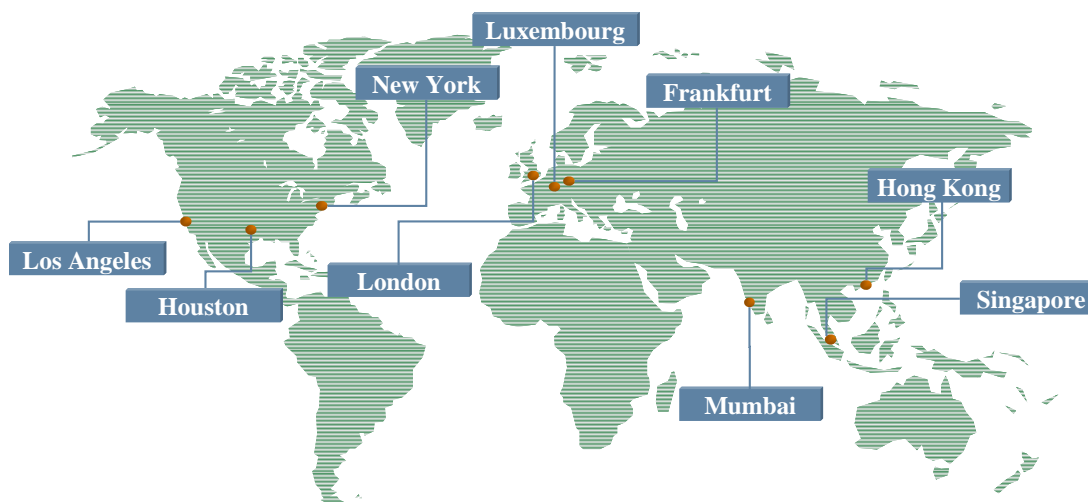 Luxembourg
New York
Frankfurt
Hong Kong
Los Angeles
London
Houston
Singapore
Mumbai